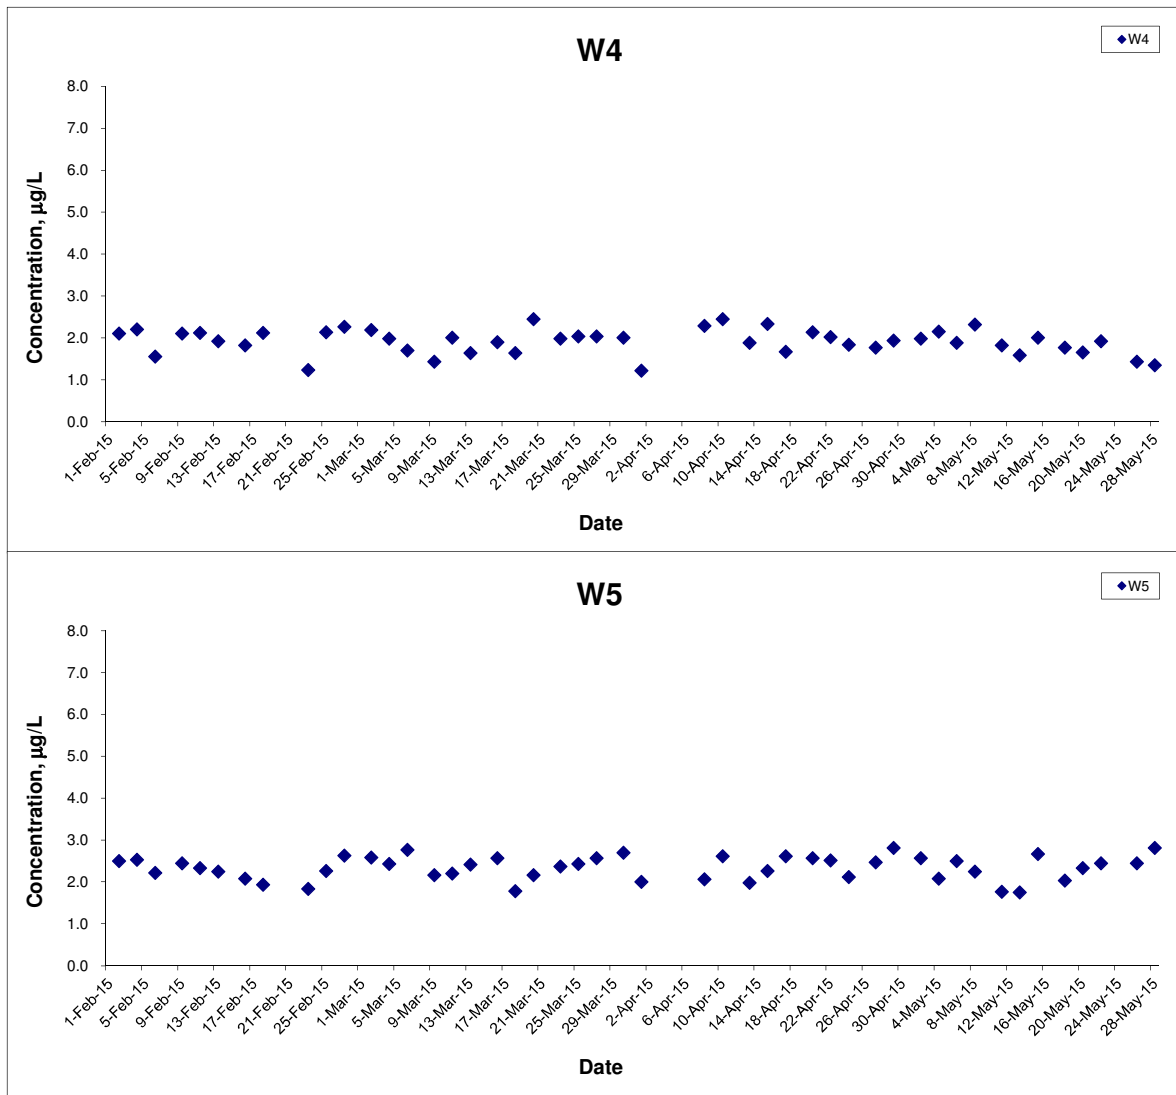 W4
W4
8.0
7.0
6.0
5.0
4.0
3.0
2.0
1.0
0.0
Concentration, µg/L
1-Feb-15
5-Feb-15
9-Feb-15
13-Feb-15
17-Feb-15
21-Feb-15
25-Feb-15
1-Mar-15
5-Mar-15
9-Mar-15
13-Mar-15
17-Mar-15
21-Mar-15
25-Mar-15
29-Mar-15
2-Apr-15
6-Apr-15
10-Apr-15
14-Apr-15
18-Apr-15
22-Apr-15
26-Apr-15
30-Apr-15
4-May-15
8-May-15
12-May-15
16-May-15
20-May-15
24-May-15
28-May-15
Date
W5
W5
8.0
7.0
6.0
5.0
4.0
3.0
2.0
1.0
0.0
Concentration, µg/L
1-Feb-15
5-Feb-15
9-Feb-15
13-Feb-15
17-Feb-15
21-Feb-15
25-Feb-15
1-Mar-15
5-Mar-15
9-Mar-15
13-Mar-15
17-Mar-15
21-Mar-15
25-Mar-15
29-Mar-15
2-Apr-15
6-Apr-15
10-Apr-15
14-Apr-15
18-Apr-15
22-Apr-15
26-Apr-15
30-Apr-15
4-May-15
8-May-15
12-May-15
16-May-15
20-May-15
24-May-15
28-May-15
Date